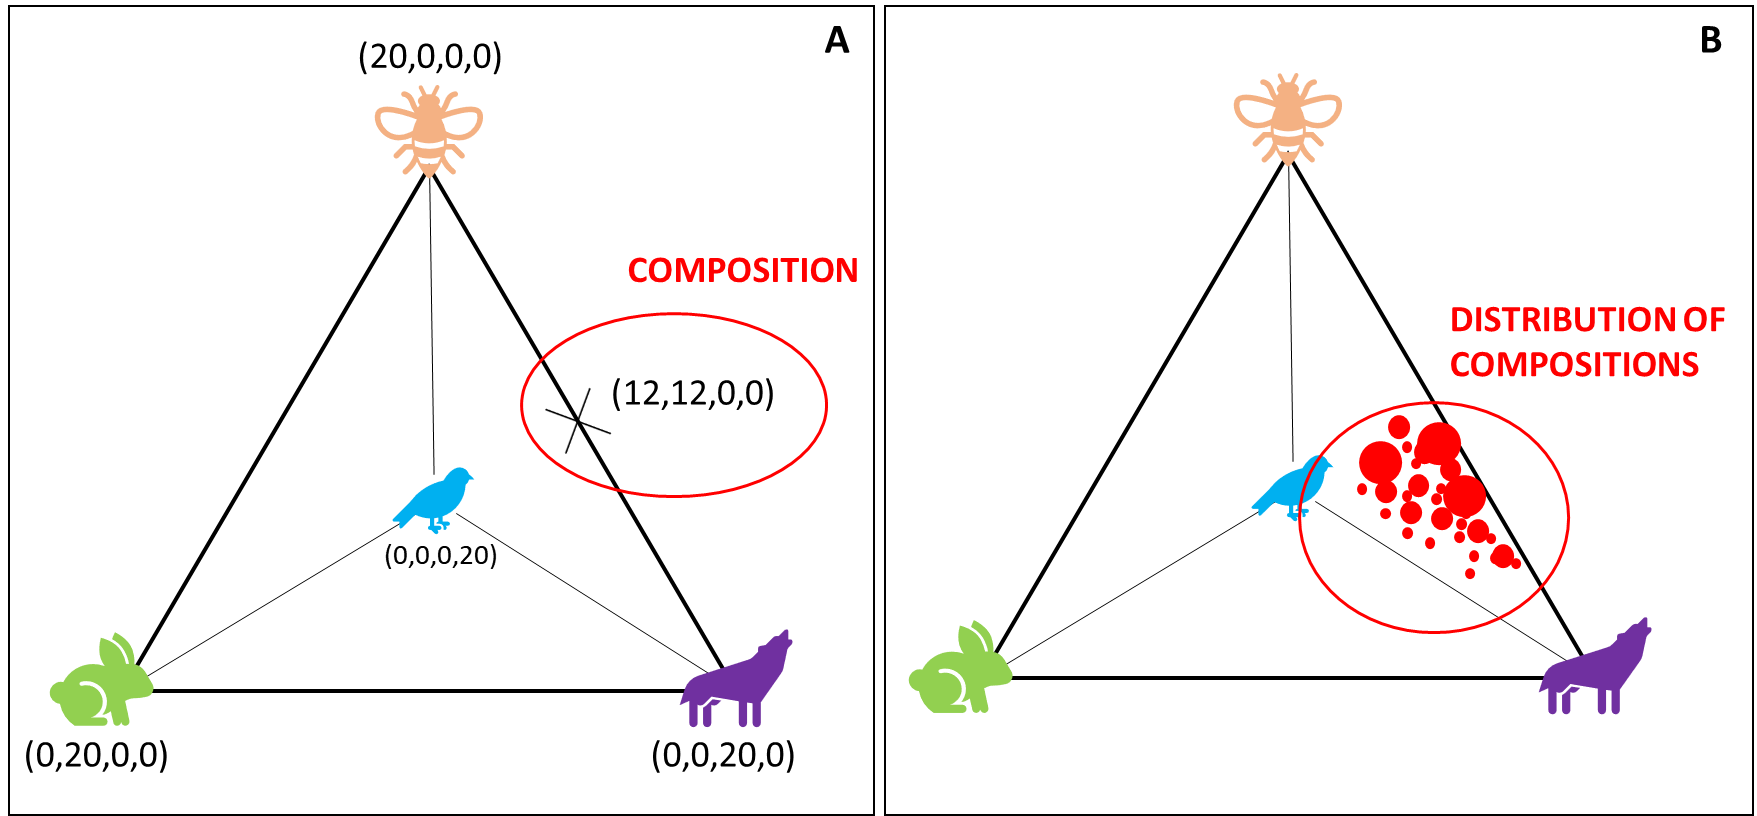 A
(20,0,0,0)
COMPOSITION
(12,12,0,0)
(0,0,0,20)
(0,20,0,0)
(0,0,20,0)
B
DISTRIBUTION OF
COMPOSITIONS